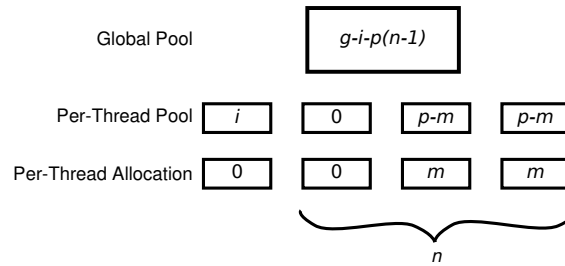 Global Pool g-i-p(n-1)
Per-Thread Pool i 0 p-m p-m
Per-Thread Allocation 0 0 m m
n